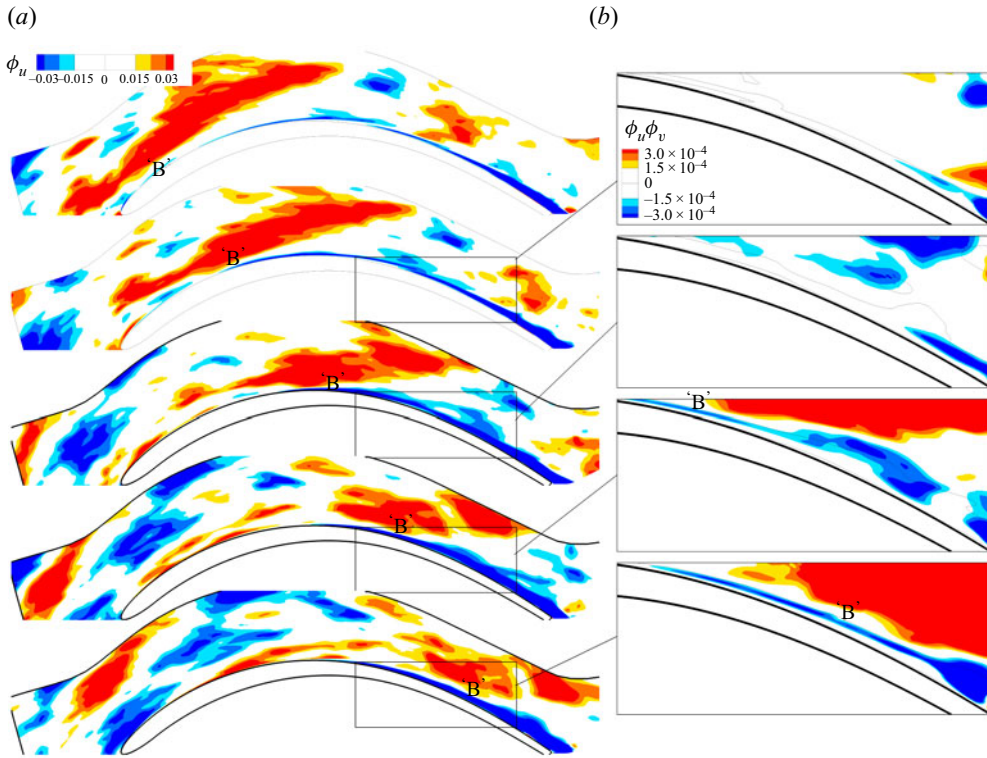 (a)
(b)
ϕu
−0.03 −0.015 0 0.015 0.03
‘B’
‘B’
‘B’
‘B’
‘B’
ϕuϕv
3.0 × 10–4
1.5 × 10–4
0
–1.5 × 10–4
–3.0 × 10–4
‘B’
‘B’